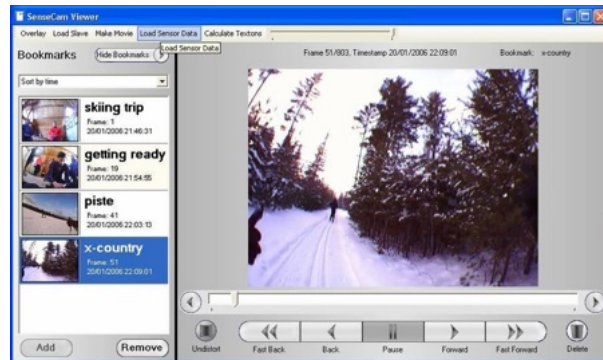 SenseCam Viewer
Overlay Load Slave Make Movie Load Sensor Data Calculate Textons
Load Sensor Data
Bookmarks
Hide Bookmarks
Frame 51/803, Timestamp 20/01/2006 22:09:01
Bookmark: x-country
Sort by time
skiing trip
Frame: 1
20/01/2006 21:46:31
getting ready
Frame: 19
20/01/2006 21:54:55
piste
Frame: 41
20/01/2006 22:03:13
x-country
Frame: 51
20/01/2006 22:09:01
Add
Remove
Undistort
Fast Back
Back
Pause
Forward
Fast Forward
Delete